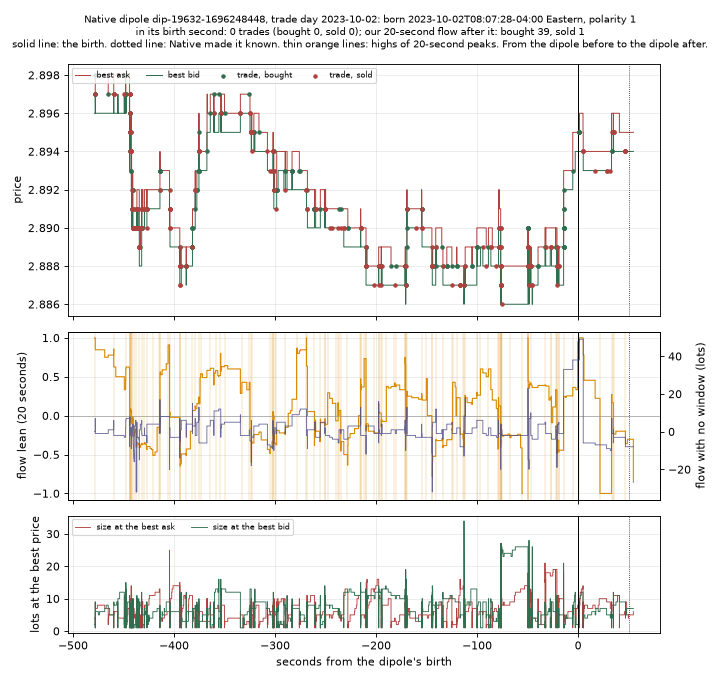 Native dipole dip-19632-1696248448, trade day 2023-10-02: born 2023-10-02T08:07:28-04:00 Eastern, polarity 1
in its birth second: 0 trades (bought 0, sold 0); our 20-second flow after it: bought 39, sold 1
solid line: the birth. dotted line: Native made it known. thin orange lines: highs of 20-second peaks. From the dipole before to the dipole after.
best ask best bid trade, bought trade, sold
2.898
2.896
2.894
2.892
2.890
2.888
2.886
price
1.0
0.5
0.0
−0.5
−1.0
flow lean (20 seconds)
40
20
0
−20
flow with no window (lots)
size at the best ask size at the best bid
30
20
10
0
lots at the best price
−500 −400 −300 −200 −100 0
seconds from the dipole's birth